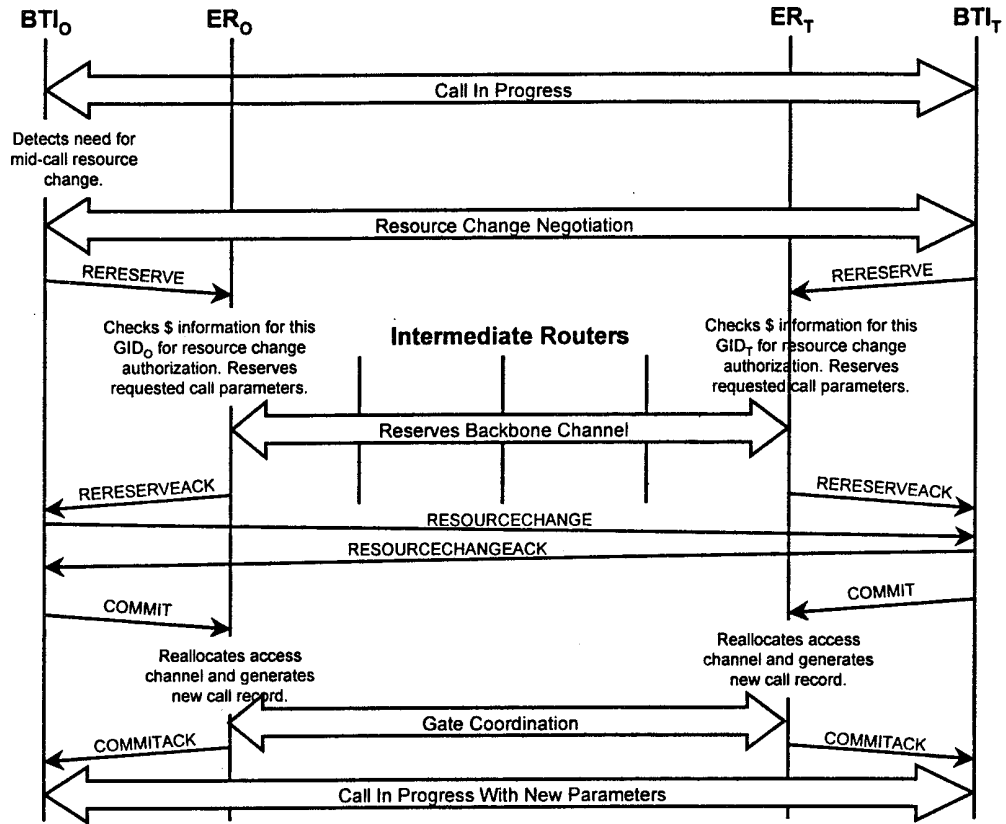 BTIO ERO ERT BTIT
Call In Progress
Detects need for
mid-call resource
change.
Resource Change Negotiation
RERESERVE
RERESERVE
Checks $ information for this
GIDO for resource change
authorization. Reserves
requested call parameters.
Intermediate Routers
Checks $ information for this
GIDT for resource change
authorization. Reserves
requested call parameters.
Reserves Backbone Channel
RERESERVEACK
RERESERVEACK
RESOURCECHANGE
RESOURCECHANGEACK
COMMIT
COMMIT
Reallocates access
channel and generates
new call record.
Reallocates access
channel and generates
new call record.
Gate Coordination
COMMITACK
COMMITACK
Call In Progress With New Parameters